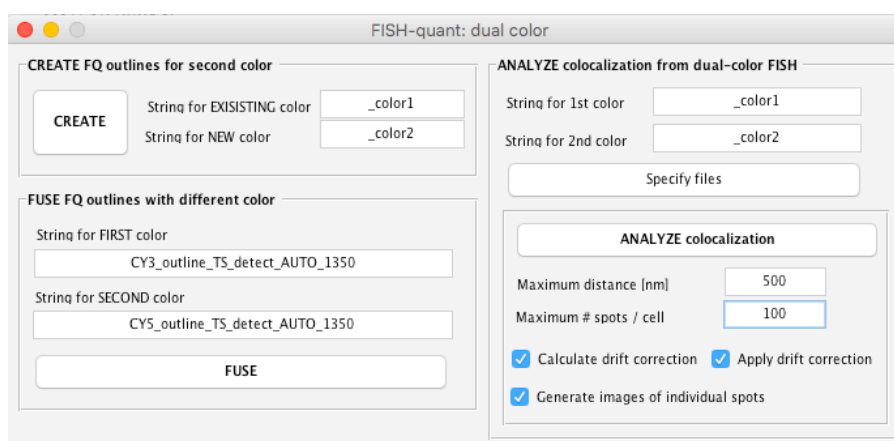 FISH-quant: dual color
CREATE FQ outlines for second color
CREATE
String for EXISISTING color
_color1
String for NEW color
_color2
FUSE FQ outlines with different color
String for FIRST color
CY3_outline_TS_detect_AUTO_1350
String for SECOND color
CY5_outline_TS_detect_AUTO_1350
FUSE
ANALYZE colocalization from dual-color FISH
String for 1st color
_color1
String for 2nd color
_color2
Specify files
ANALYZE colocalization
Maximum distance [nm]
500
Maximum # spots / cell
100
Calculate drift correction
Apply drift correction
Generate images of individual spots